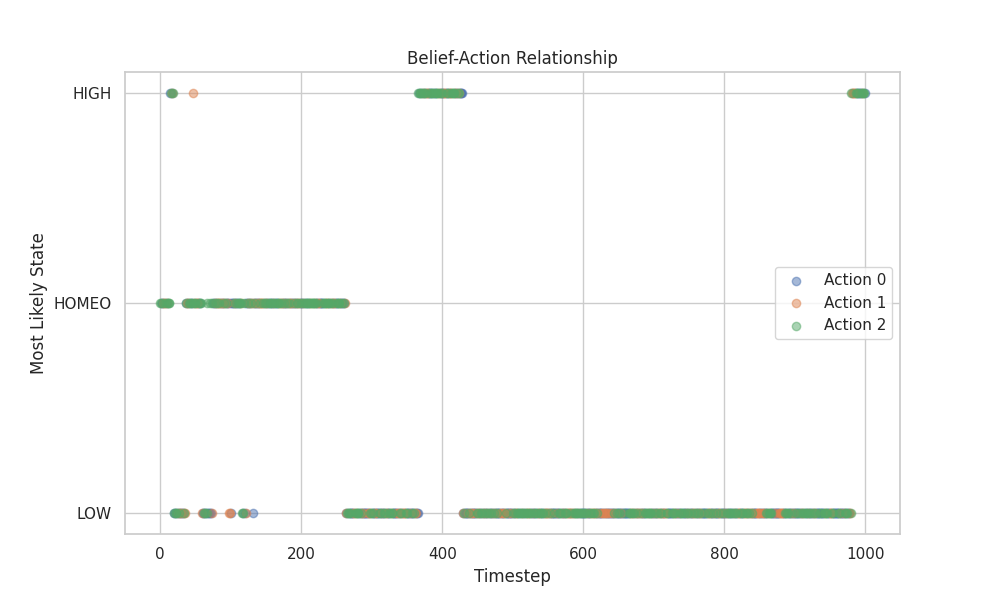 Belief-Action Relationship
HIGH
HOMEO
LOW
Most Likely State
Action 0
Action 1
Action 2
0
200
400
600
800
1000
Timestep